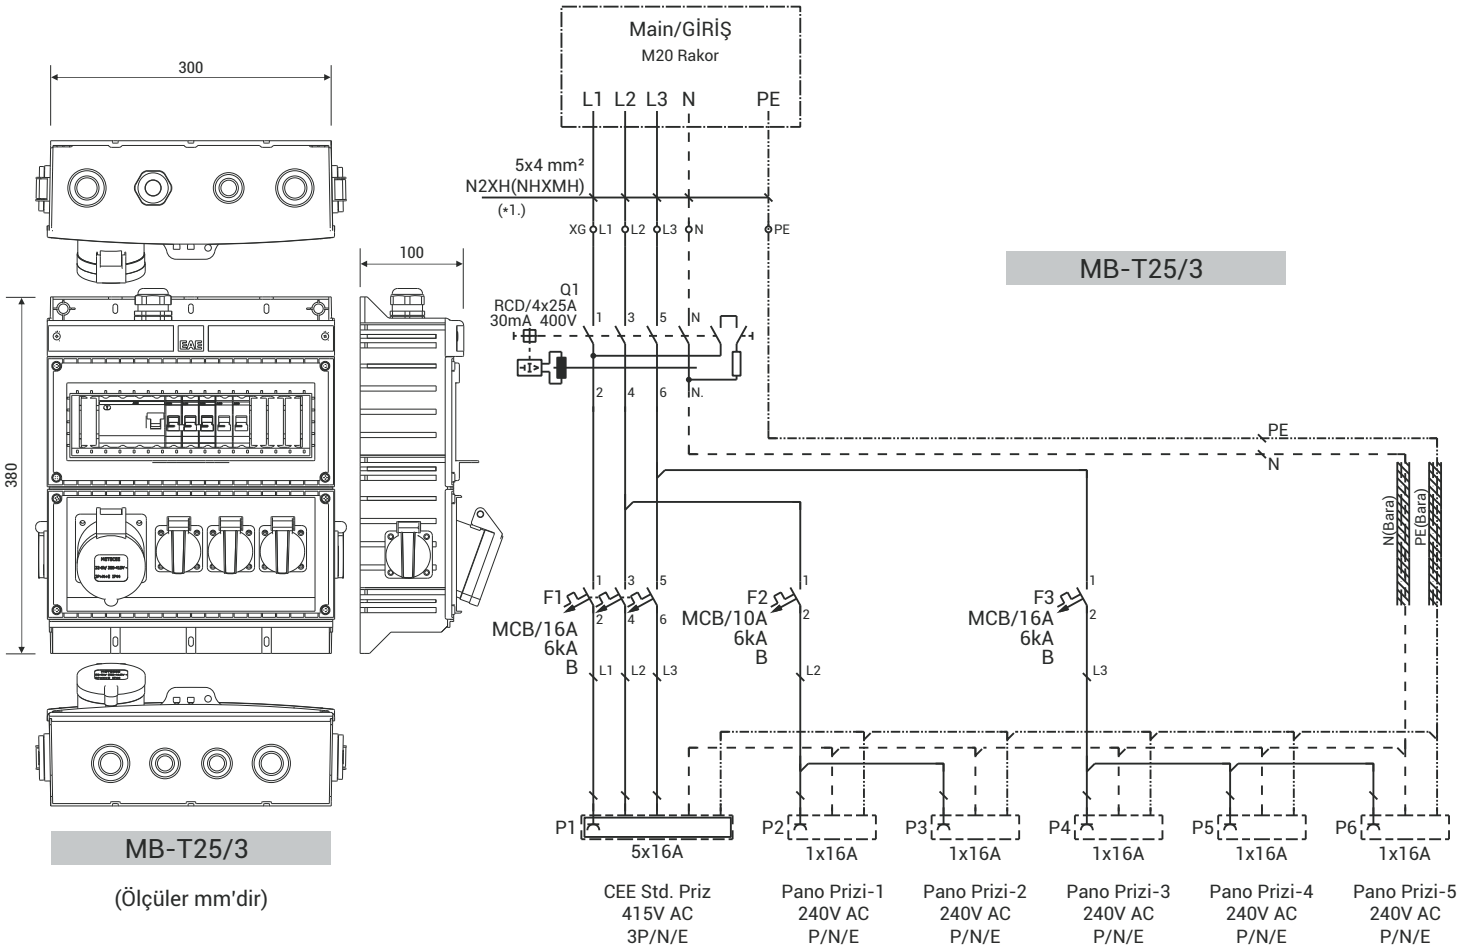 300
Main/GİRİŞ
M20 Rakor
L1 L2 L3 N PE
5x4 mm²
N2XH(NHXMH)
(*1.)
XG L1 L2 L3 N PE
100
MB-T25/3
Q1
RCD/4x25A
30mA 400V
1 3 5 N
I>
2 4 6 N.
EAE
380
PE
N
N(Bara)
PE(Bara)
F1
MCB/16A
6kA
B
1 3 5
2 4 6
L1 L2 L3
F2
MCB/10A
6kA
B
1
2
L2
F3
MCB/16A
6kA
B
1
2
L3
P1 P2 P3 P4 P5 P6
5x16A 1x16A 1x16A 1x16A 1x16A 1x16A
CEE Std. Priz
415V AC
3P/N/E
Pano Prizi-1
240V AC
P/N/E
Pano Prizi-2
240V AC
P/N/E
Pano Prizi-3
240V AC
P/N/E
Pano Prizi-4
240V AC
P/N/E
Pano Prizi-5
240V AC
P/N/E
MB-T25/3
(Ölçüler mm'dir)